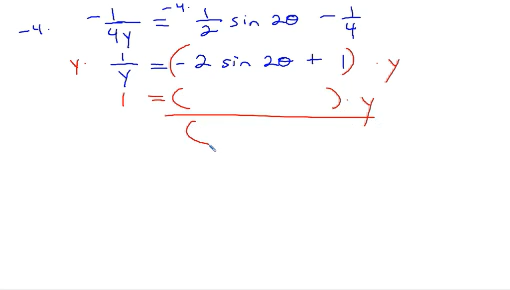 -4. -1/4y = -4. 1/2 sin 2θ - 1/4
y. 1/y = (-2 sin 2θ + 1) . y
1 = ( ) . y
(